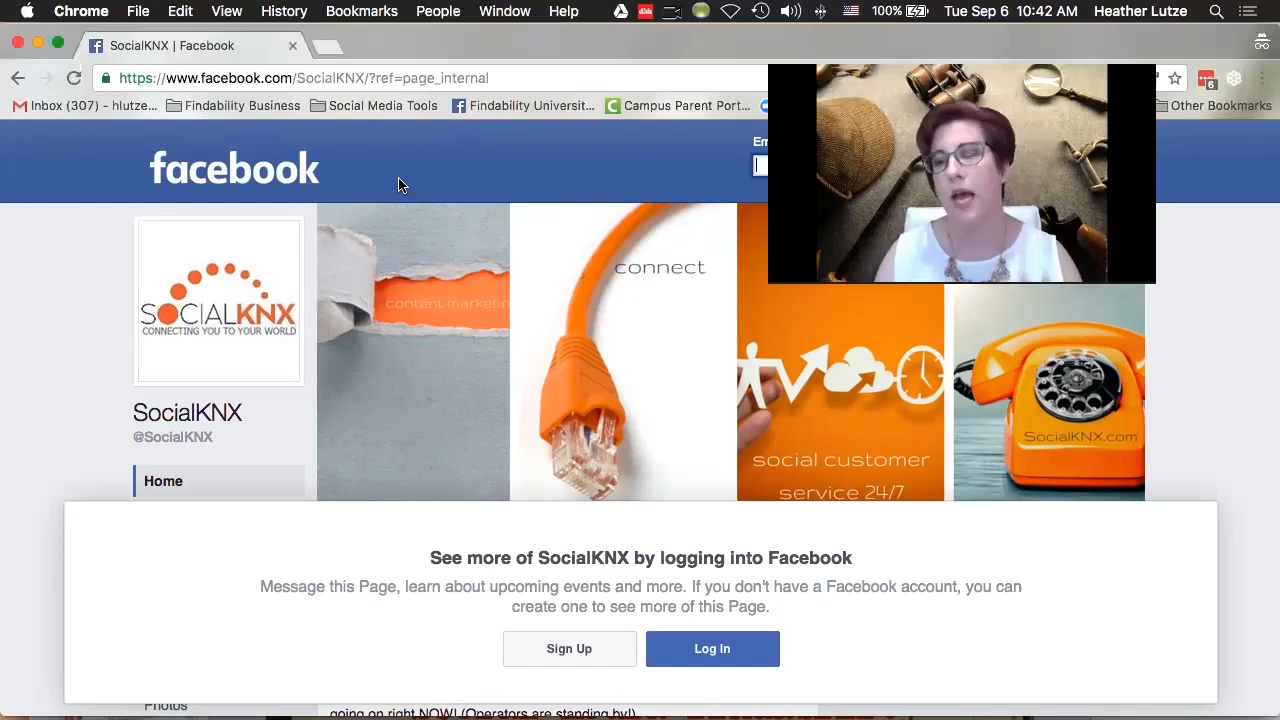 Chrome File Edit View History Bookmarks People Window Help 100% Tue Sep 6 10:42 AM Heather Lutze
SocialKNX | Facebook
https://www.facebook.com/SocialKNX/?ref=page_internal
6
Inbox (307) - hlutze... Findability Business Social Media Tools Findability Universit... Campus Parent Port... Other Bookmarks
facebook
Em
SOCIALKNX
CONNECTING YOU TO YOUR WORLD
content marketin
connect
social customer
service 24/7
SocialKNX.com
SocialKNX
@SocialKNX
Home
See more of SocialKNX by logging into Facebook
Message this Page, learn about upcoming events and more. If you don't have a Facebook account, you can
create one to see more of this Page.
Sign Up Log In
Photos
going on right NOW! (Operators are standing by!)